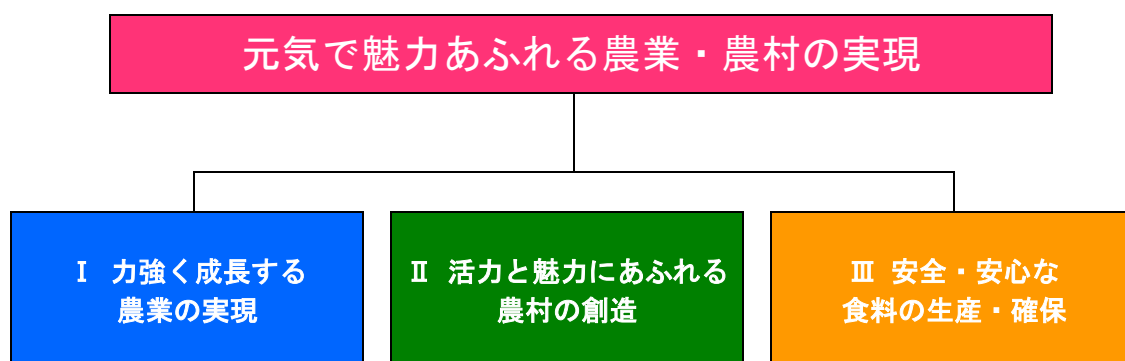 元気で魅力あふれる農業・農村の実現
Ⅰ 力強く成長する
農業の実現
Ⅱ 活力と魅力にあふれる
農村の創造
Ⅲ 安全・安心な
食料の生産・確保